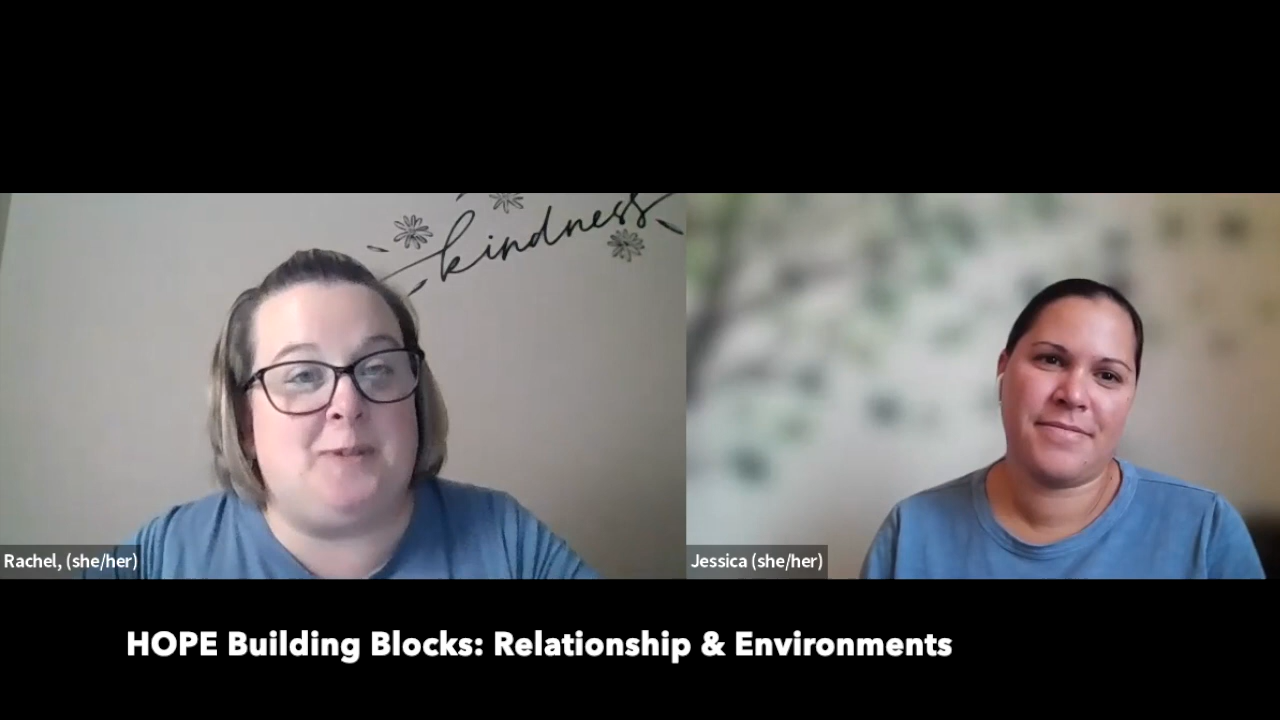 kindness
Rachel, (she/her)
Jessica (she/her)
HOPE Building Blocks: Relationship & Environments